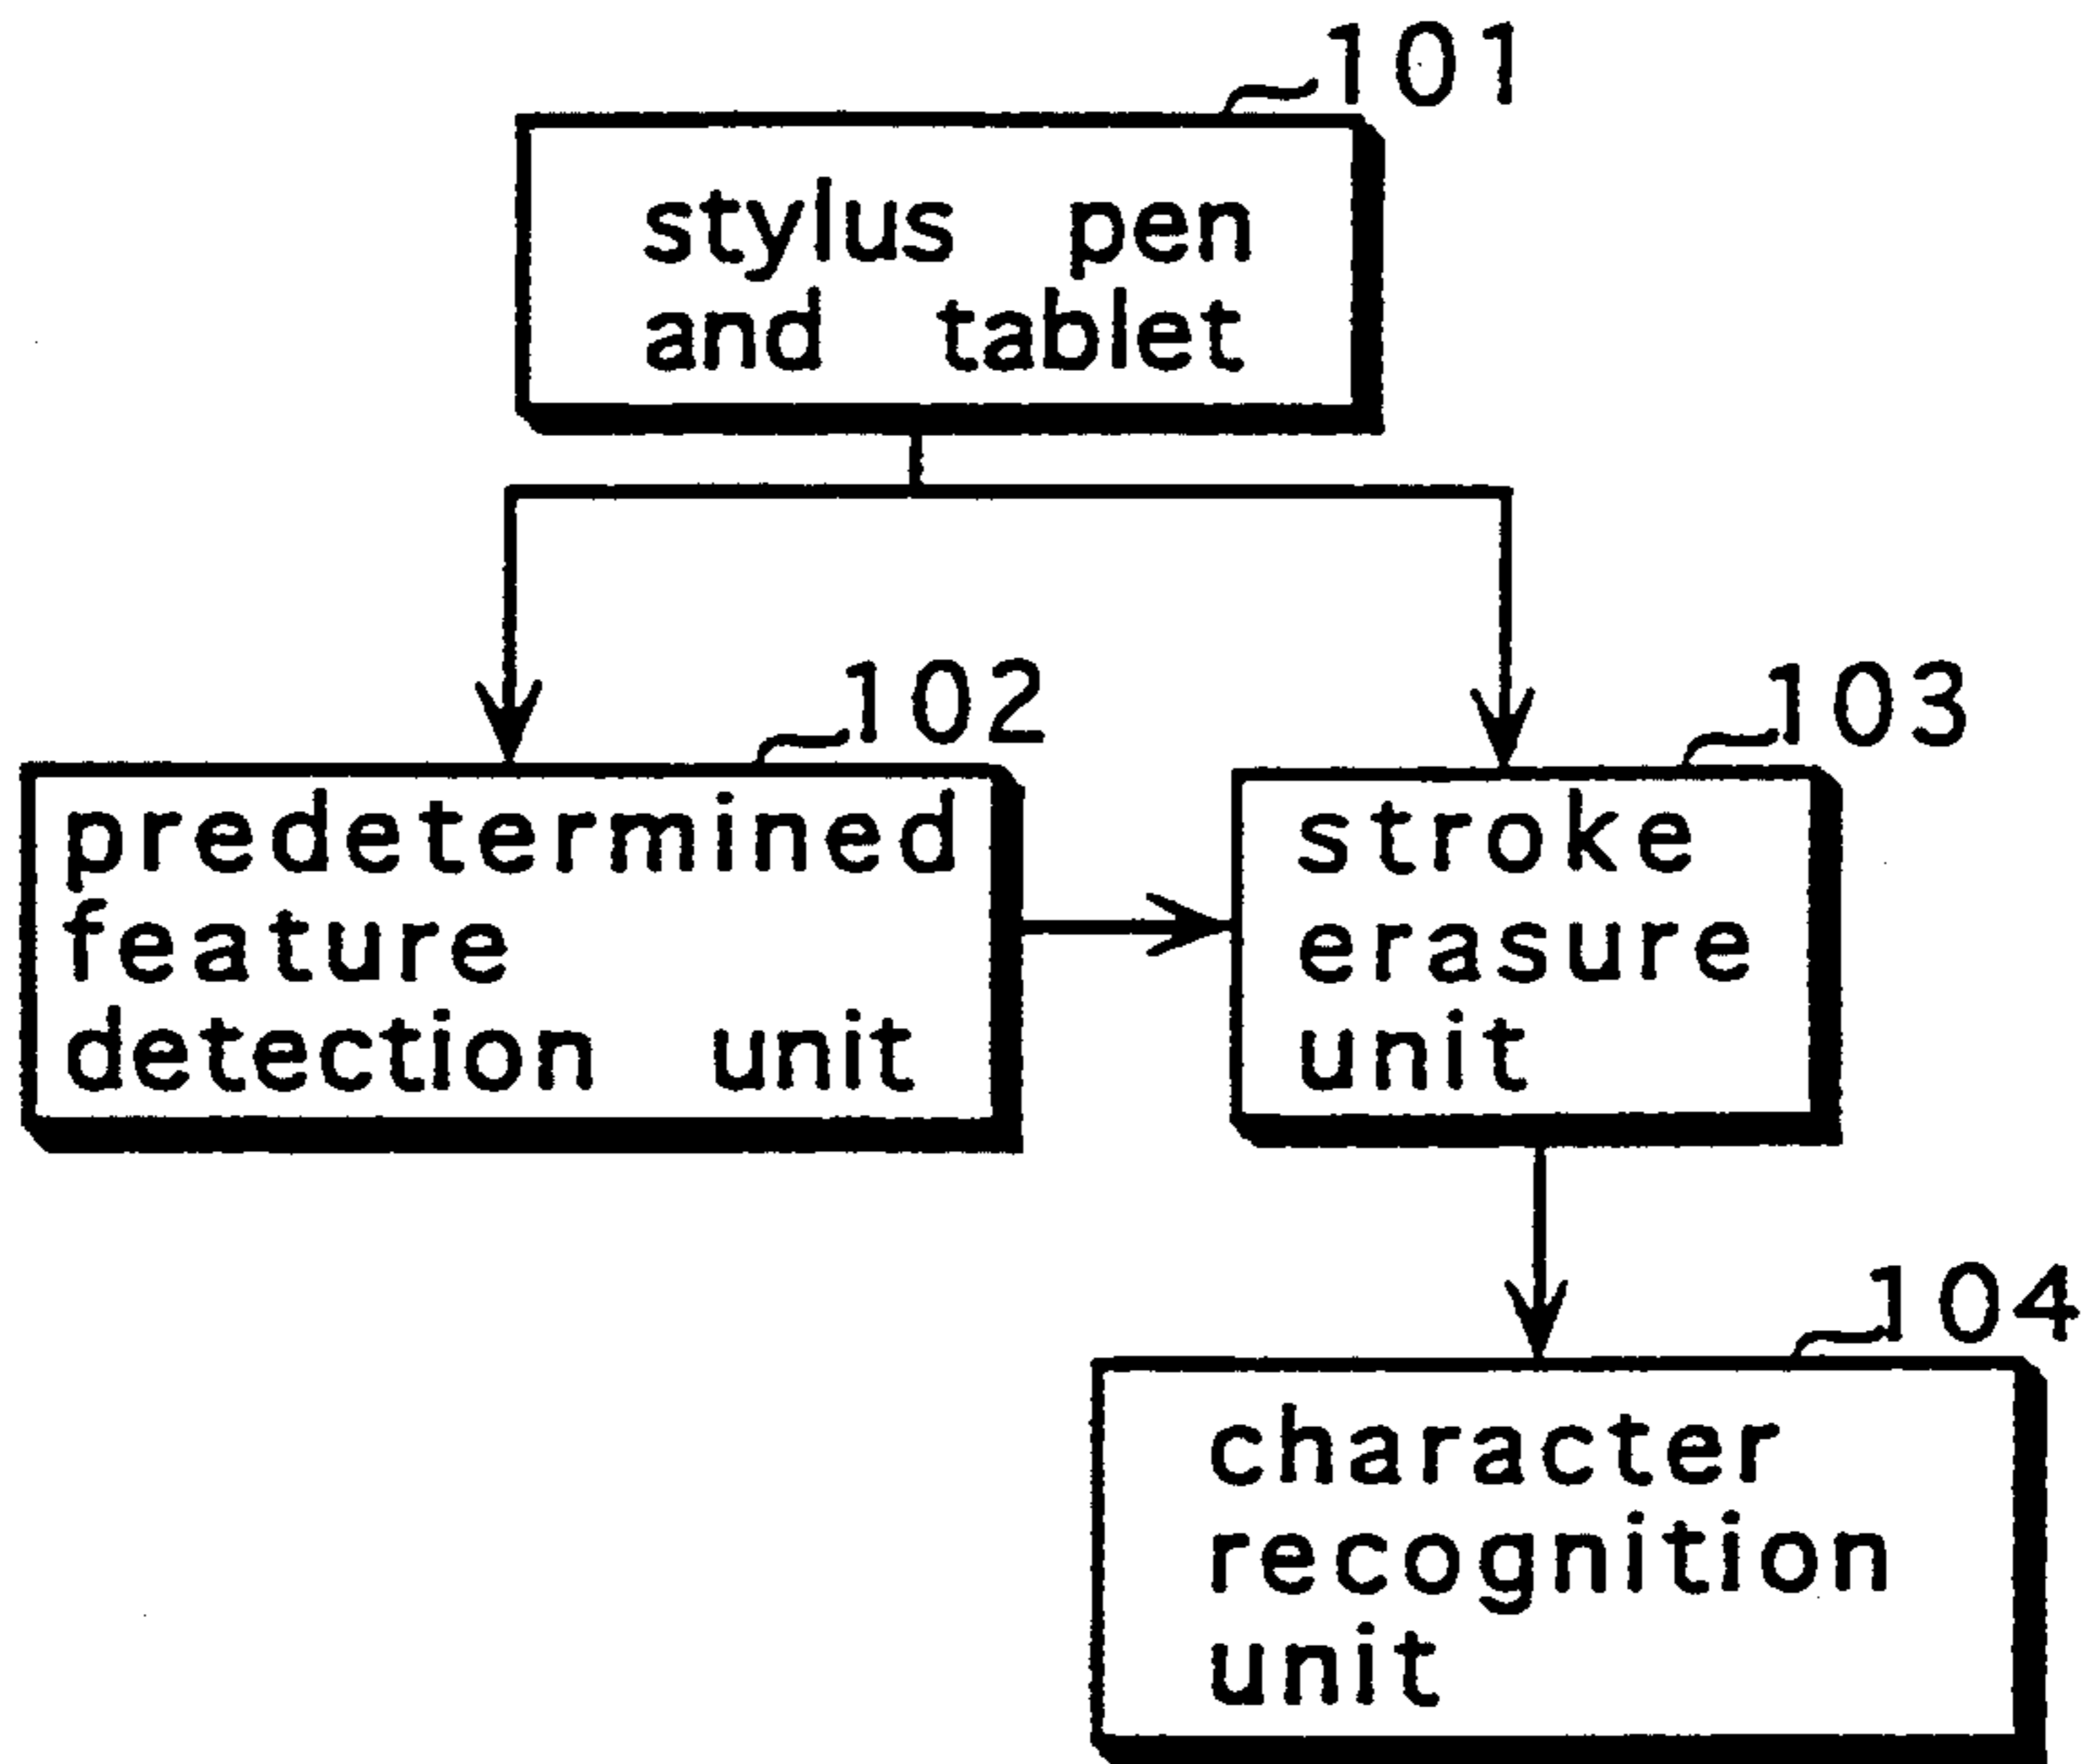 101
stylus pen
and tablet
102
predetermined
feature
detection unit
103
stroke
erasure
unit
104
character
recognition
unit